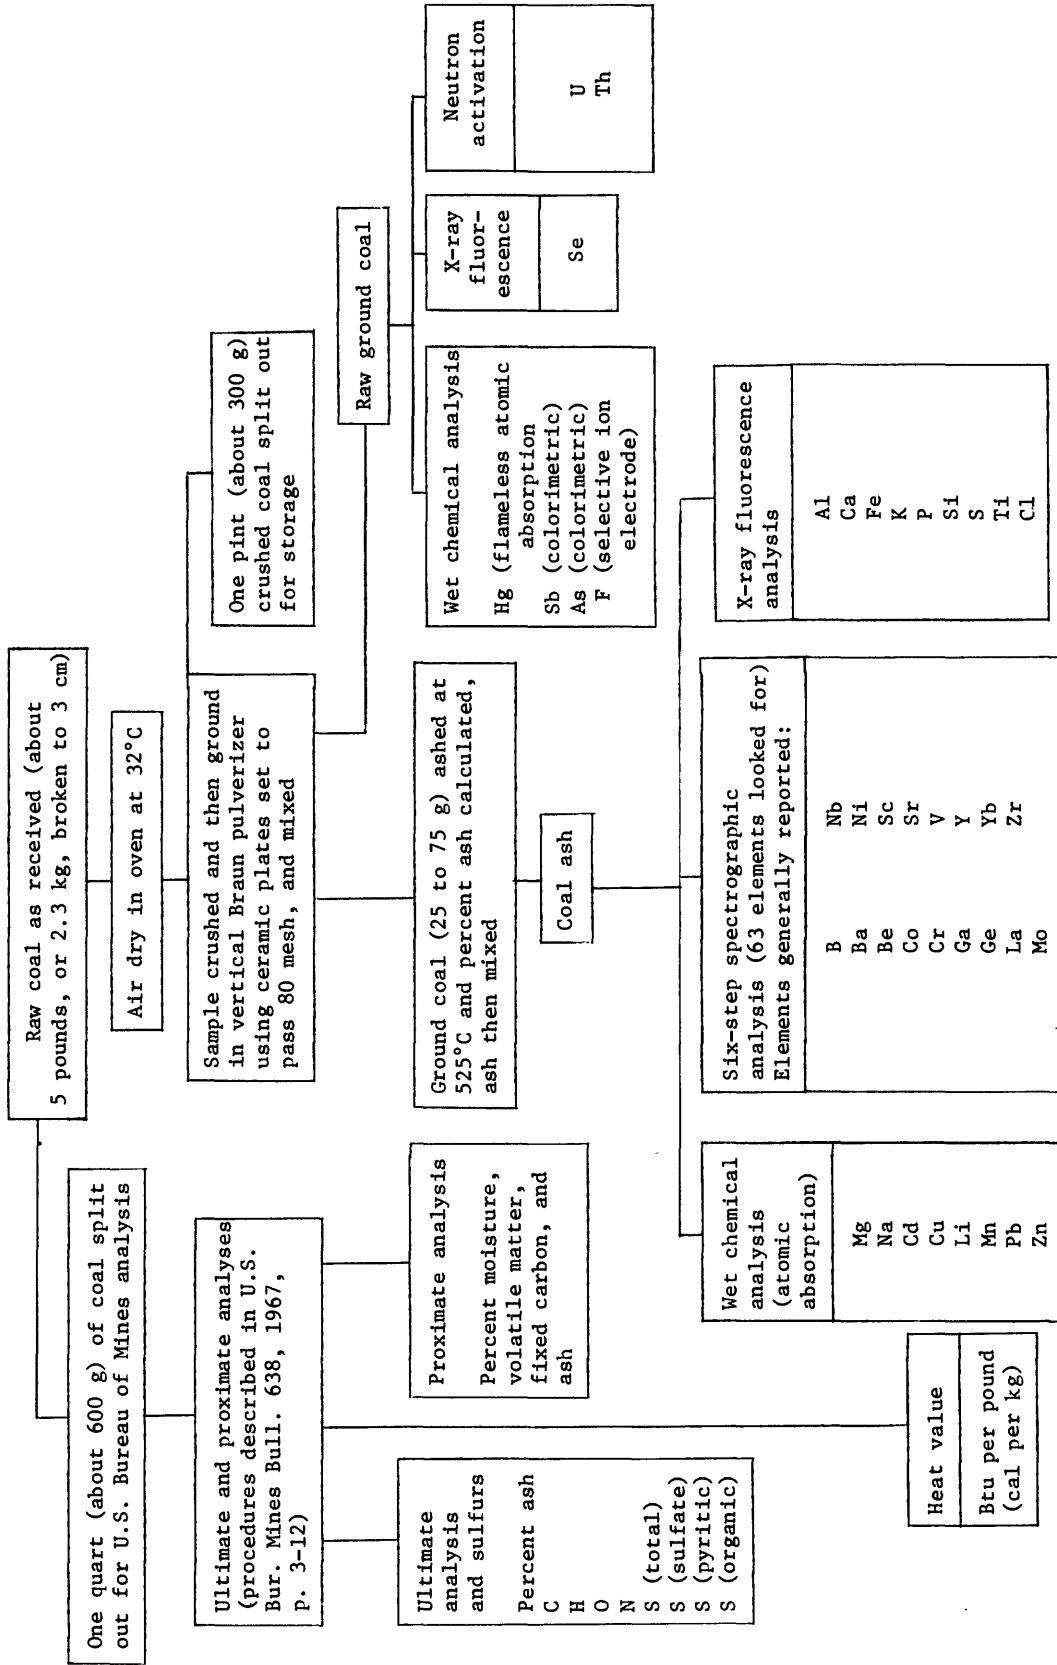 Raw coal as received (about
5 pounds, or 2.3 kg, broken to 3 cm)
One quart (about 600 g) of coal split
out for U.S. Bureau of Mines analysis
Air dry in oven at 32°C
Ultimate and proximate analyses
(procedures described in U.S.
Bur. Mines Bull. 638, 1967,
p. 3-12)
Sample crushed and then ground
in vertical Braun pulverizer
using ceramic plates set to
pass 80 mesh, and mixed
One pint (about 300 g)
crushed coal split out
for storage
Raw ground coal
Ultimate
analysis
and sulfurs
Percent ash
C
H
O
N
S (total)
S (sulfate)
S (pyritic)
S (organic)
Proximate analysis
Percent moisture,
volatile matter,
fixed carbon, and
ash
Ground coal (25 to 75 g) ashed at
525°C and percent ash calculated,
ash then mixed
Wet chemical analysis
Hg (flameless atomic
absorption
Sb (colorimetric)
As (colorimetric)
F (selective ion
electrode)
X-ray
fluor-
escence
Se
Neutron
activation
U
Th
Coal ash
Heat value
Btu per pound
(cal per kg)
Wet chemical
analysis
(atomic
absorption)
Mg
Na
Cd
Cu
Li
Mn
Pb
Zn
Six-step spectrographic
analysis (63 elements looked for)
Elements generally reported:
B Nb
Ba Ni
Be Sc
Co Sr
Cr V
Ga Y
Ge Yb
La Zr
Mo
X-ray fluorescence
analysis
Al
Ca
Fe
K
P
Si
S
Ti
Cl